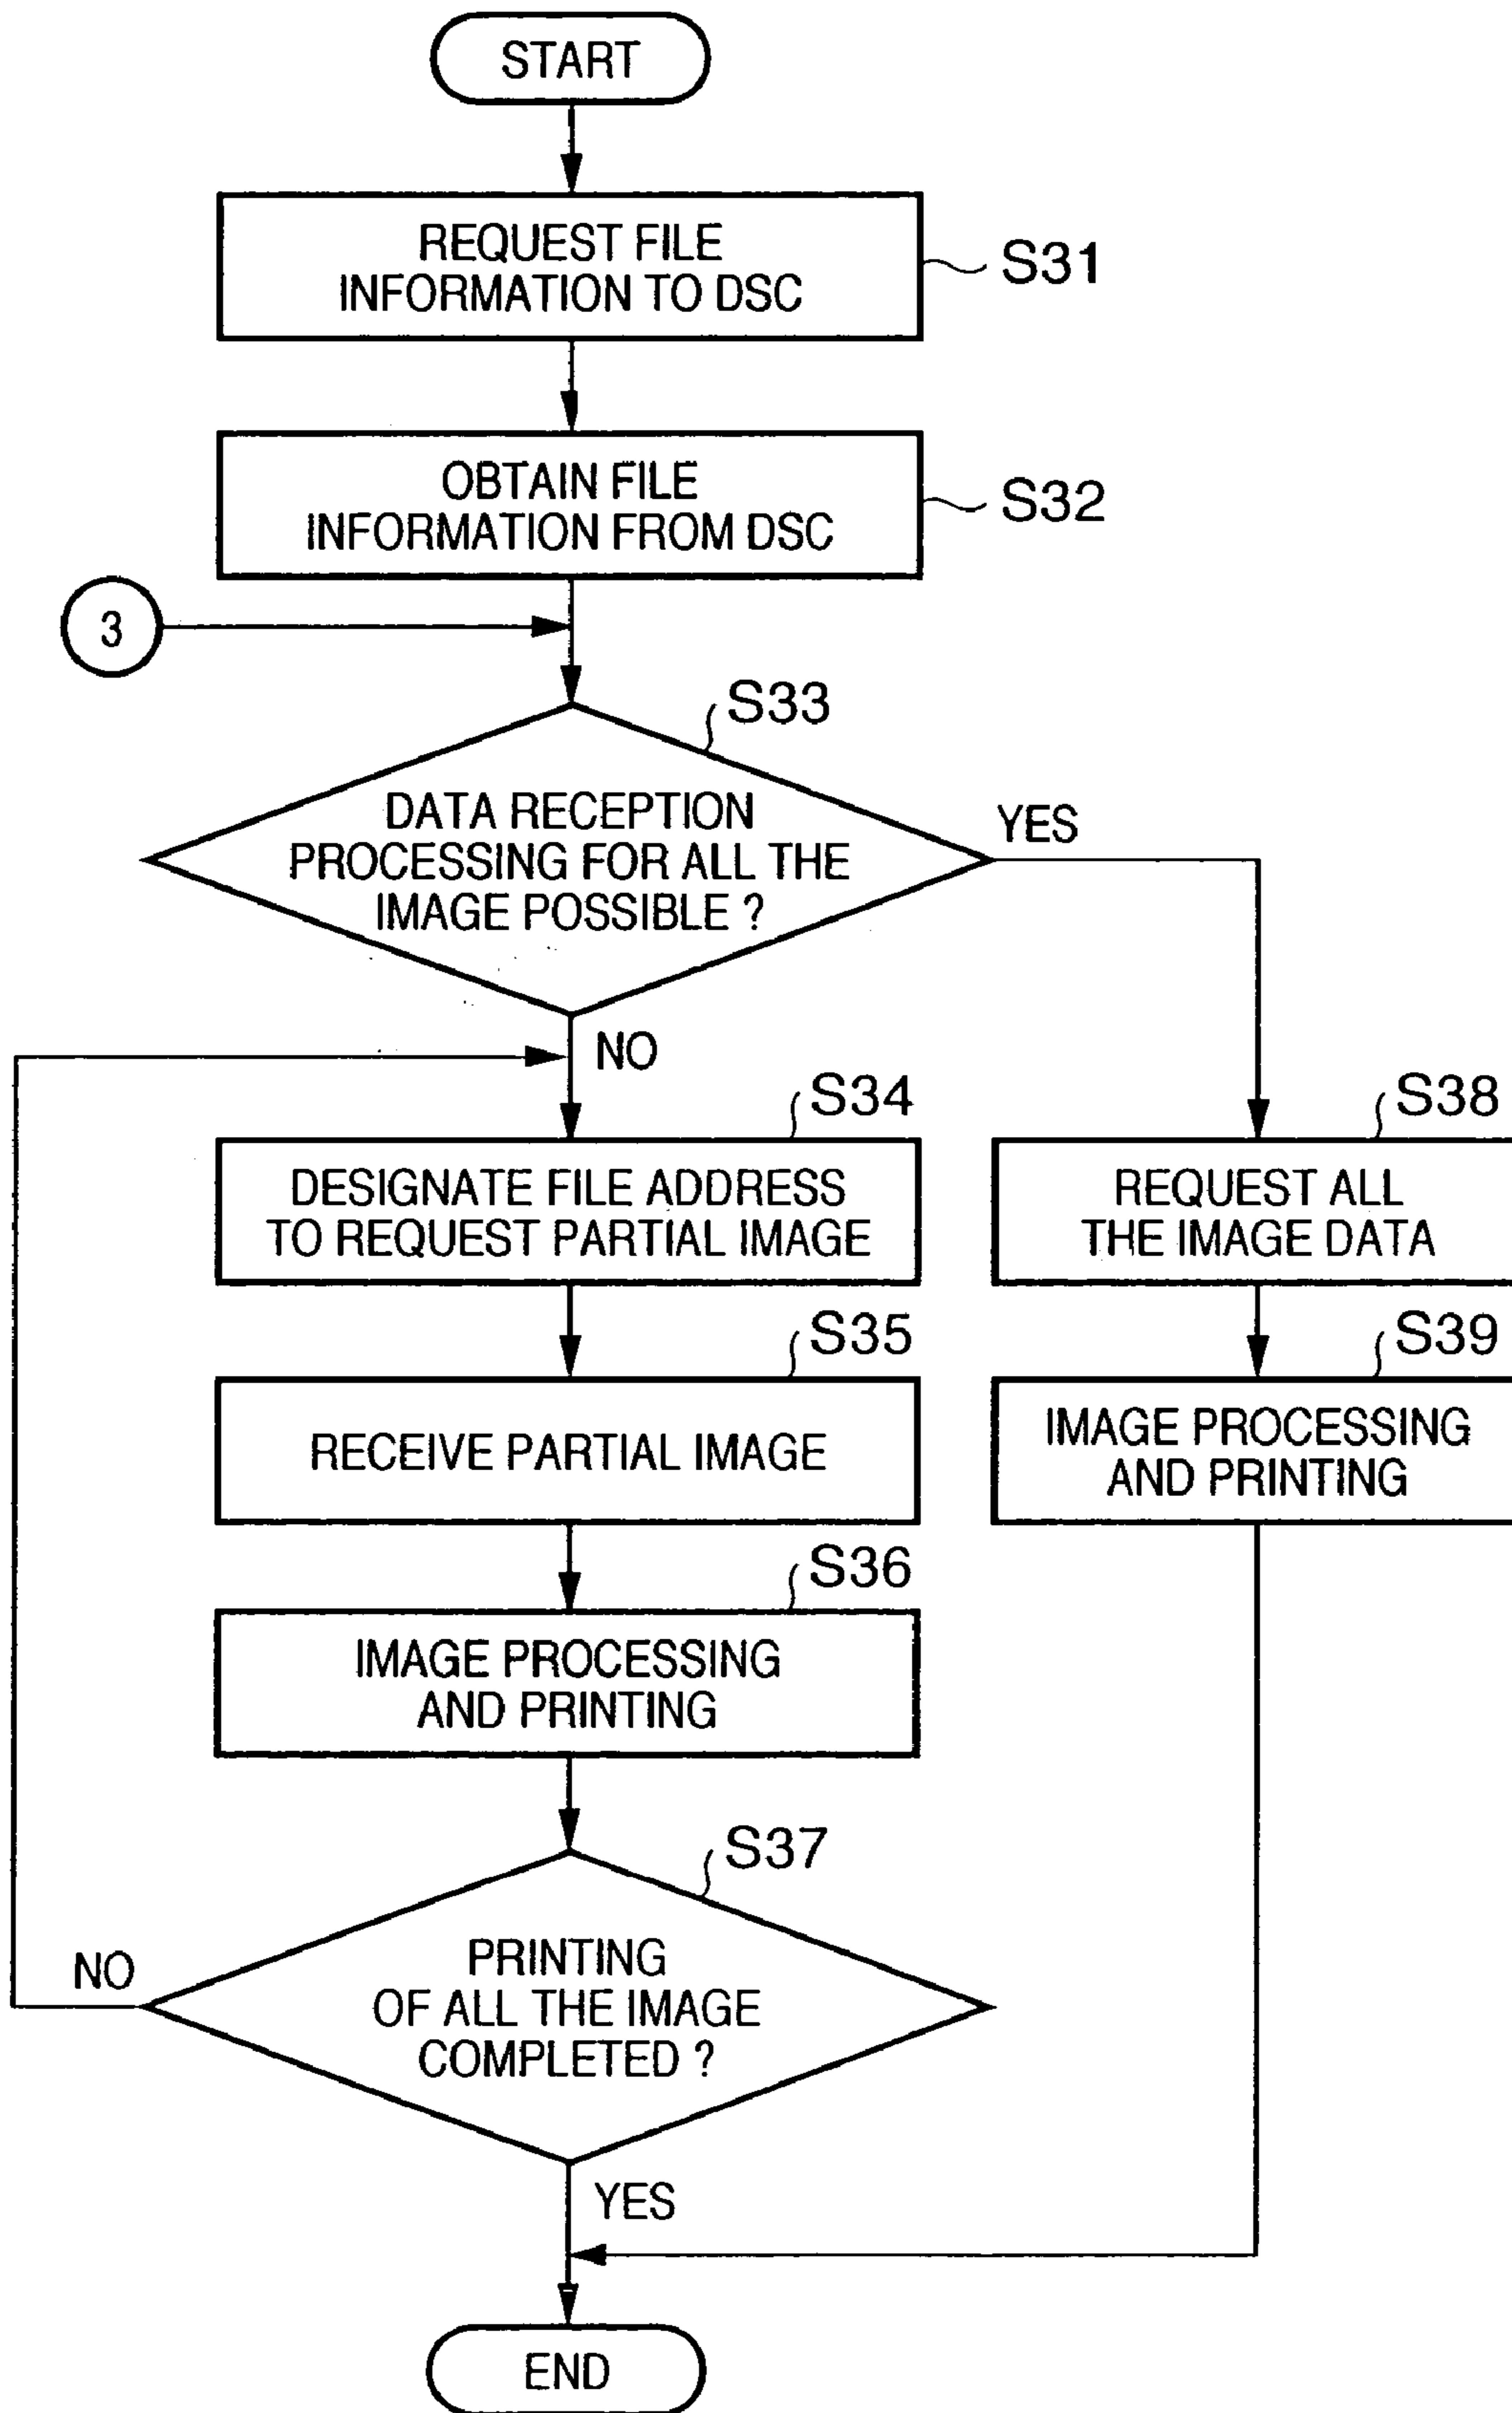 START
REQUEST FILE
INFORMATION TO DSC
S31
OBTAIN FILE
INFORMATION FROM DSC
S32
3
S33
DATA RECEPTION
PROCESSING FOR ALL THE
IMAGE POSSIBLE ?
YES
NO
S34
DESIGNATE FILE ADDRESS
TO REQUEST PARTIAL IMAGE
S38
REQUEST ALL
THE IMAGE DATA
S35
RECEIVE PARTIAL IMAGE
S39
IMAGE PROCESSING
AND PRINTING
S36
IMAGE PROCESSING
AND PRINTING
S37
PRINTING
OF ALL THE IMAGE
COMPLETED ?
NO
YES
END